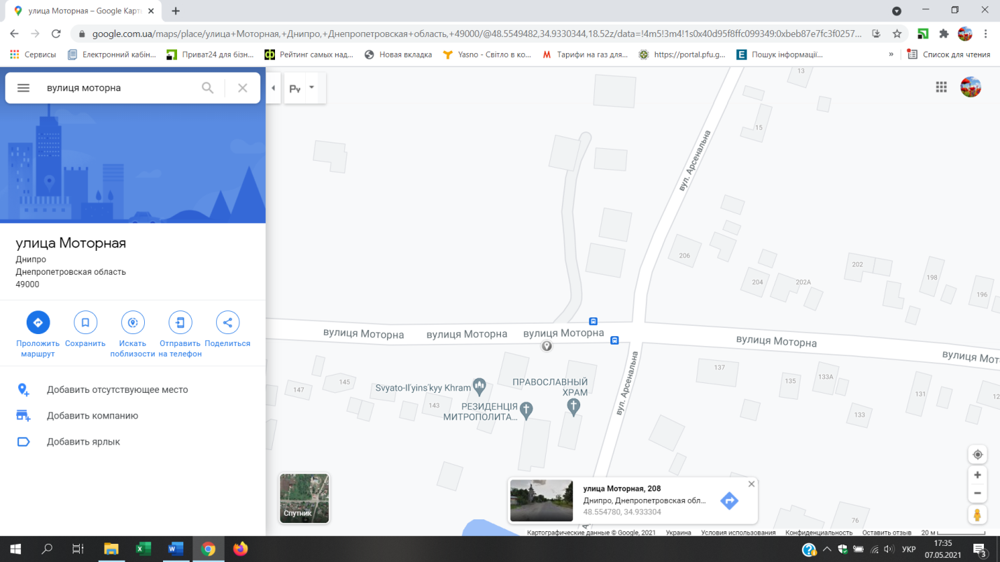 улица Моторная – Google Карт
google.com.ua/maps/place/улица+Моторная,+Днипро,+Днепропетровская+область,+49000/@48.5549482,34.9330344,18.52z/data=!4m5!3m4!1s0x40d95f8ffc099349:0xbeb87e7fc3f0257...
Сервисы
Електронний кабін...
Приват24 для бізн...
Рейтинг самых над...
Новая вкладка
Yasno - Світло в ко...
Тарифи на газ для...
https://portal.pfu.g...
Пошук інформації...
»
Список для чтения
вулиця моторна
улица Моторная
Днипро
Днепропетровская область
49000
Проложить
маршрут
Сохранить
Искать
поблизости
Отправить
на телефон
Поделиться
Добавить отсутствующее место
Добавить компанию
Добавить ярлык
13
15
вул. Арсенальна
206
204
202А
202
198
196
вулиця Моторна
вулиця Моторна
вулиця Моторна
вулиця Моторна
вулиця Мот
147
145
143
Svyato-Il'yins'kyy Khram
ПРАВОСЛАВНЫЙ
ХРАМ
РЕЗИДЕНЦІЯ
МИТРОПОЛИТА...
вул. Арсенальна
137
135
133А
133
131
12
76
Спутник
улица Моторная, 208
Днипро, Днепропетровская обл...
48.554780, 34.933304
Картографические данные © Google, 2021
Украина
Условия использования
Конфиденциальность
Оставить отзыв
20 м
УКР
17:35
07.05.2021
3